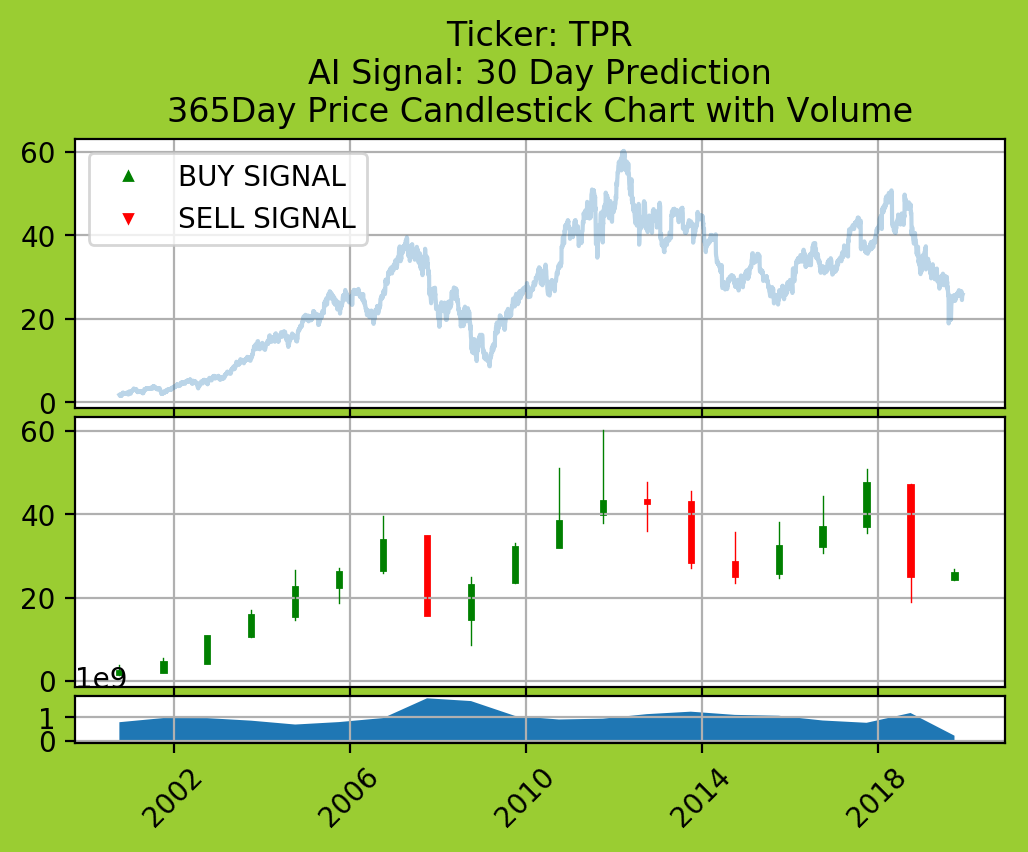 Ticker: TPR
AI Signal: 30 Day Prediction
365Day Price Candlestick Chart with Volume
60
BUY SIGNAL
SELL SIGNAL
40
20
0
60
40
20
0
1e9
1
0
2002
2006
2010
2014
2018